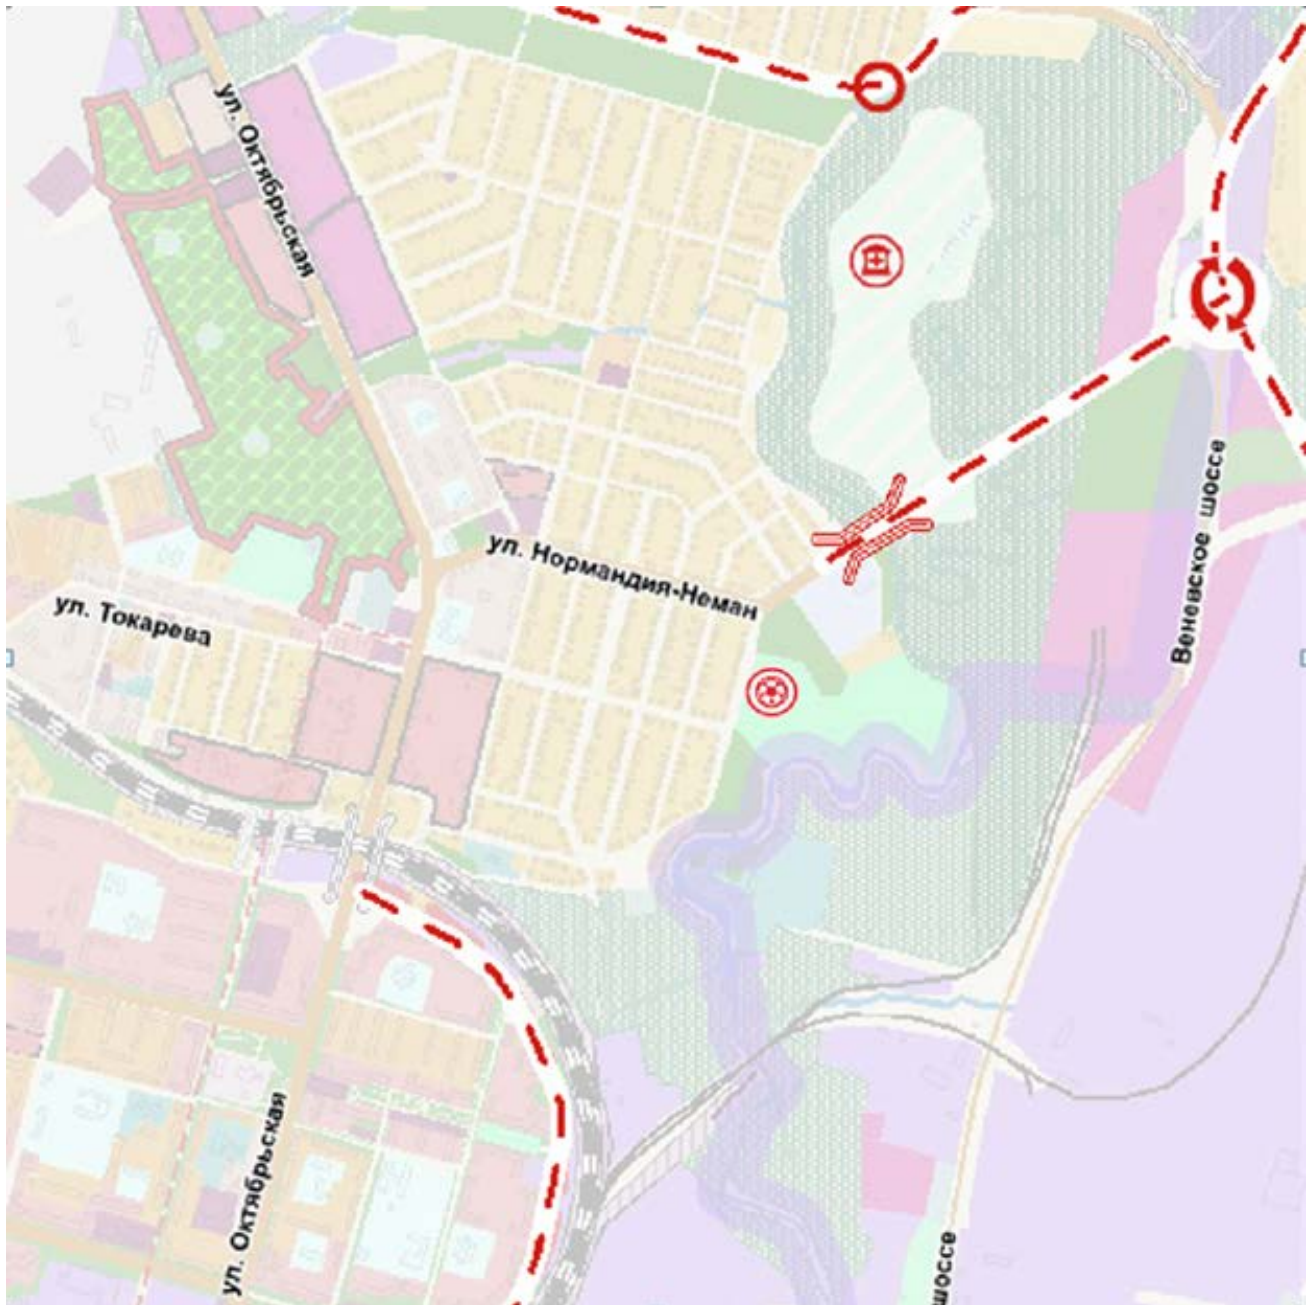 ул. Октябрьская
ул. Нормандия-Неман
ул. Токарева
Веневское шоссе
ул. Октябрьская
шоссе